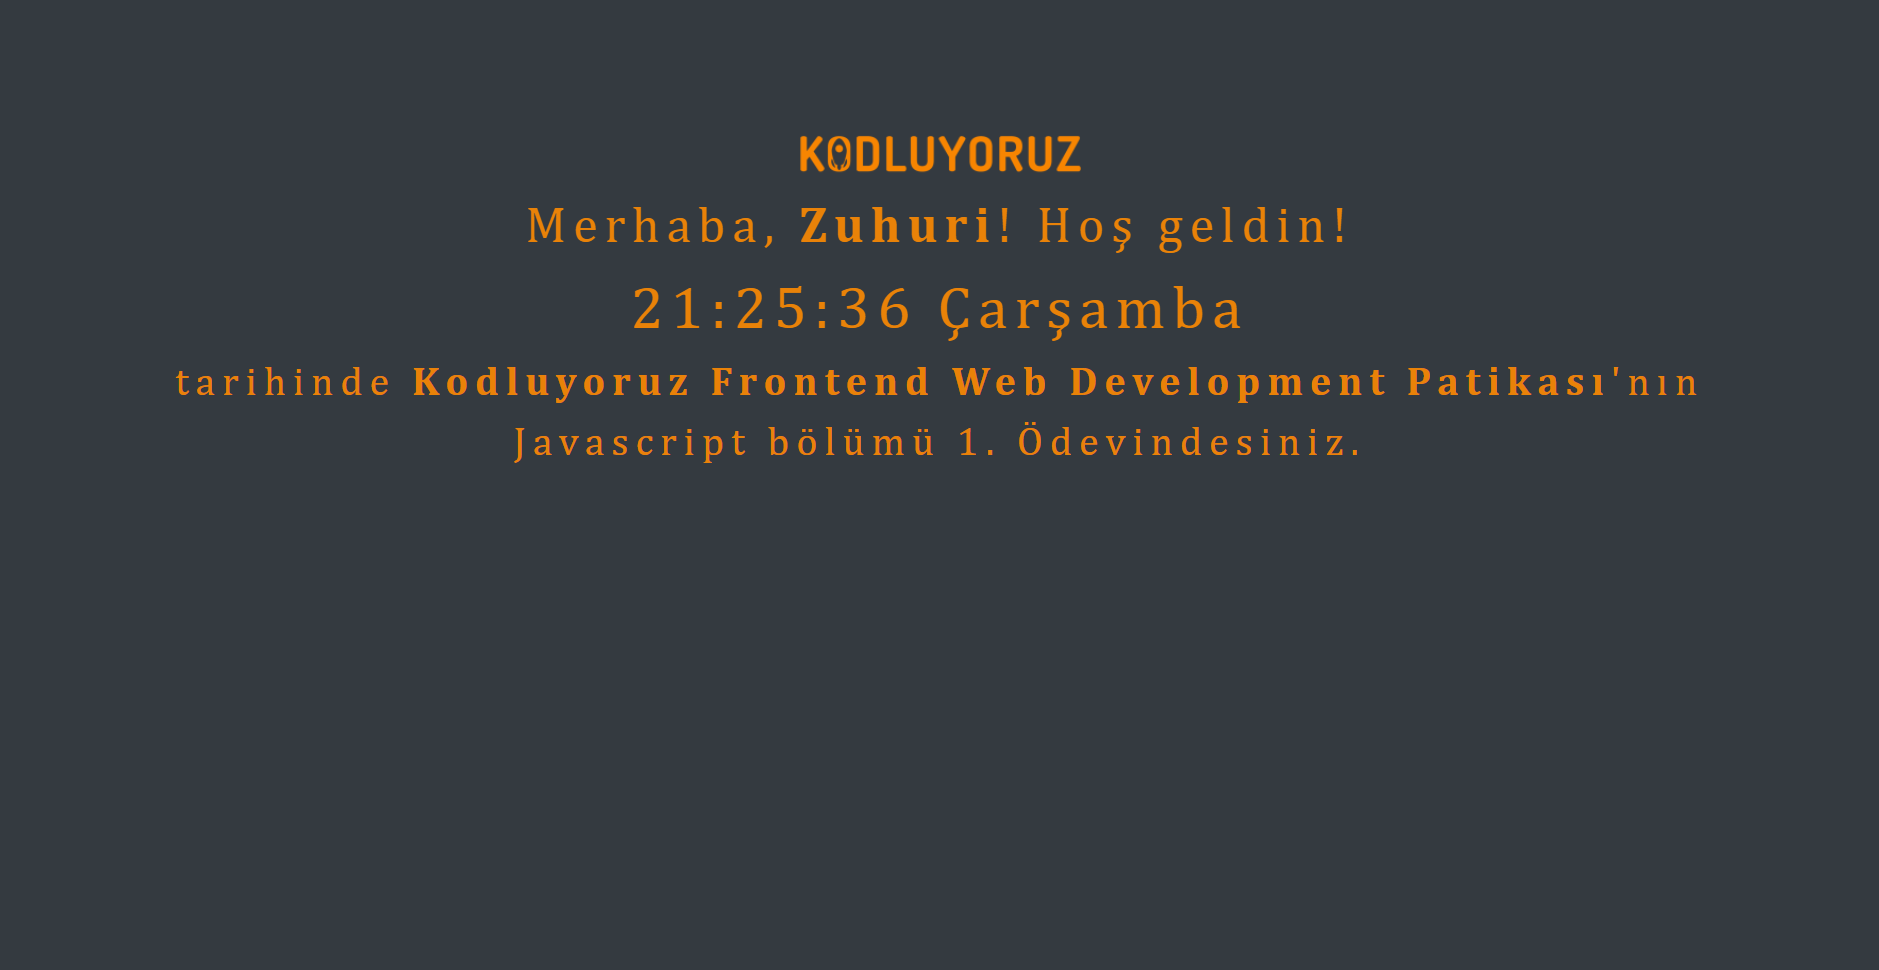 KODLUYORUZ
Merhaba, Zuhuri! Hoş geldin!
21:25:36 Çarşamba
tarihinde Kodluyoruz Frontend Web Development Patikası'nın
Javascript bölümü 1. Ödevindesiniz.